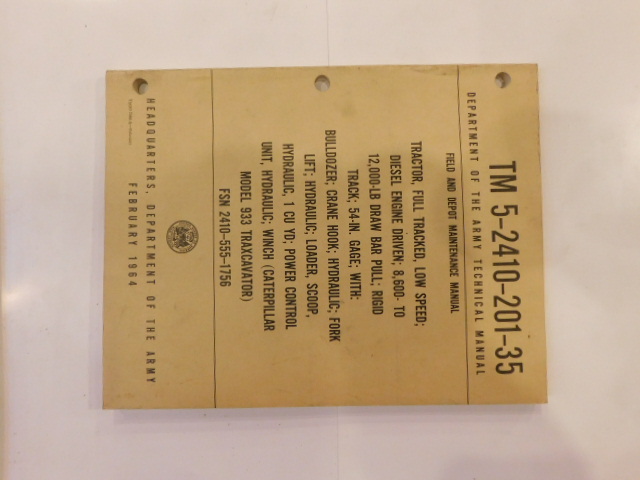 TM 5-2410-201-35
DEPARTMENT OF THE ARMY TECHNICAL MANUAL
FIELD AND DEPOT MAINTENANCE MANUAL
TRACTOR, FULL TRACKED, LOW SPEED;
DIESEL ENGINE DRIVEN; 8,600- TO
12,000-LB DRAW BAR PULL; RIGID
TRACK; 54-IN. GAGE; WITH:
BULLDOZER; CRANE HOOK; HYDRAULIC; FORK
LIFT; HYDRAULIC; LOADER, SCOOP,
HYDRAULIC, 1 CU YD; POWER CONTROL
UNIT, HYDRAULIC; WINCH (CATERPILLAR
MODEL 933 TRAXCAVATOR)
FSN 2410-555-1756
HEADQUARTERS, DEPARTMENT OF THE ARMY
FEBRUARY 1964